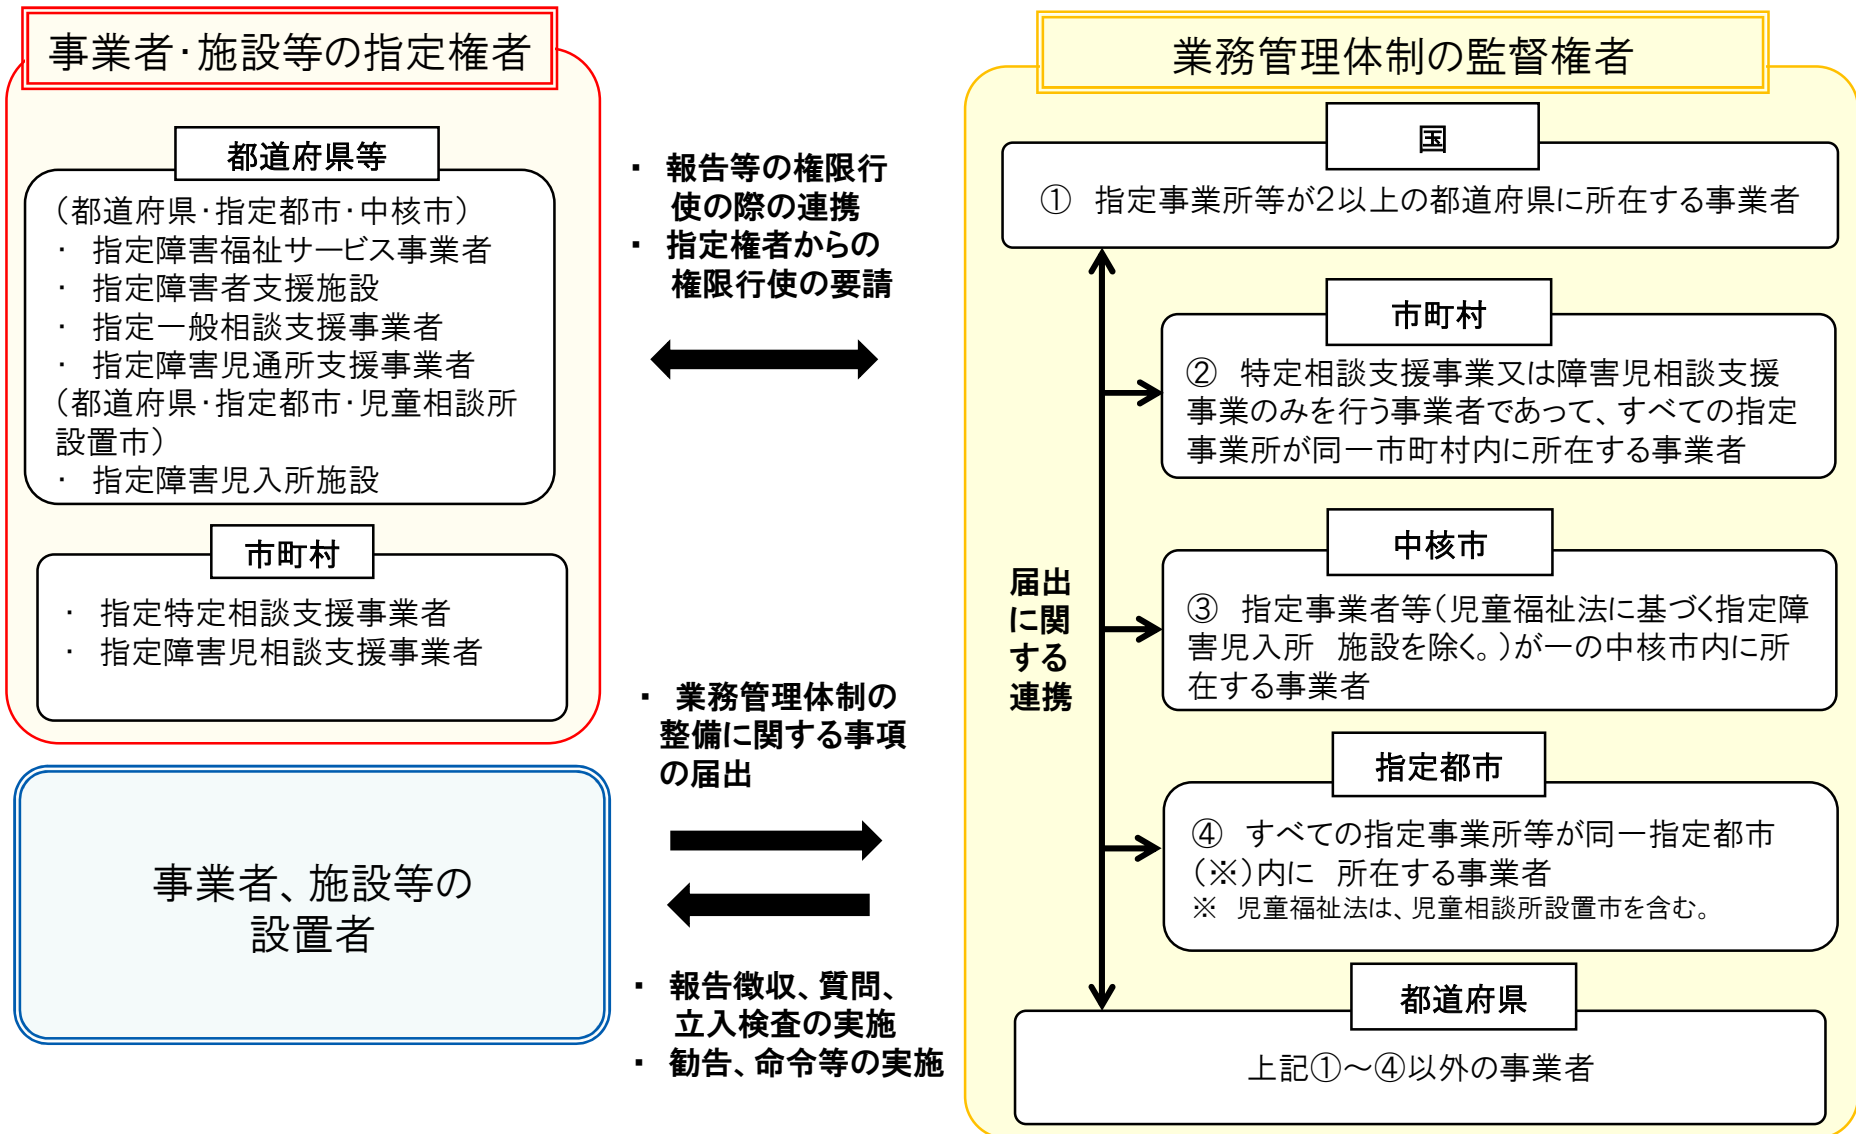 事業者・施設等の指定権者
都道府県等
（都道府県・指定都市・中核市）
・ 指定障害福祉サービス事業者
・ 指定障害者支援施設
・ 指定一般相談支援事業者
・ 指定障害児通所支援事業者
（都道府県・指定都市・児童相談所
設置市）
・ 指定障害児入所施設
市町村
・ 指定特定相談支援事業者
・ 指定障害児相談支援事業者
事業者、施設等の
設置者
・ 報告等の権限行
使の際の連携
・ 指定権者からの
権限行使の要請
・ 業務管理体制の
整備に関する事項
の届出
・ 報告徴収、質問、
立入検査の実施
・ 勧告、命令等の実施
業務管理体制の監督権者
国
① 指定事業所等が2以上の都道府県に所在する事業者
届出
に関
する
連携
市町村
② 特定相談支援事業又は障害児相談支援
事業のみを行う事業者であって、すべての指定
事業所が同一市町村内に所在する事業者
中核市
③ 指定事業者等（児童福祉法に基づく指定障
害児入所 施設を除く。）が一の中核市内に所
在する事業者
指定都市
④ すべての指定事業所等が同一指定都市
（※）内に 所在する事業者
※ 児童福祉法は、児童相談所設置市を含む。
都道府県
上記①～④以外の事業者